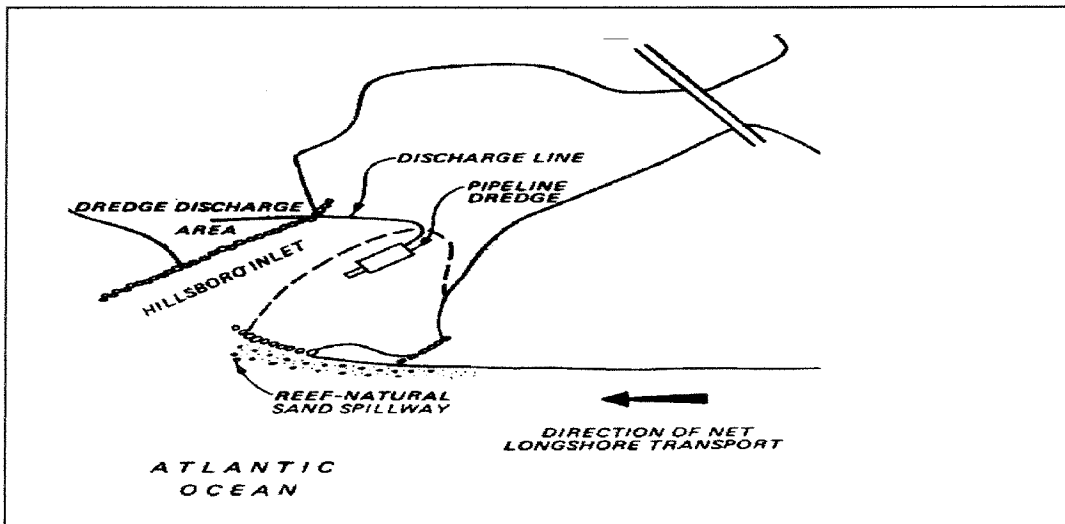 DISCHARGE LINE
PIPELINE
DREDGE
DREDGE DISCHARGE
AREA
HILLSBORO INLET
REEF-NATURAL
SAND SPILLWAY
DIRECTION OF NET
LONGSHORE TRANSPORT
ATLANTIC
OCEAN